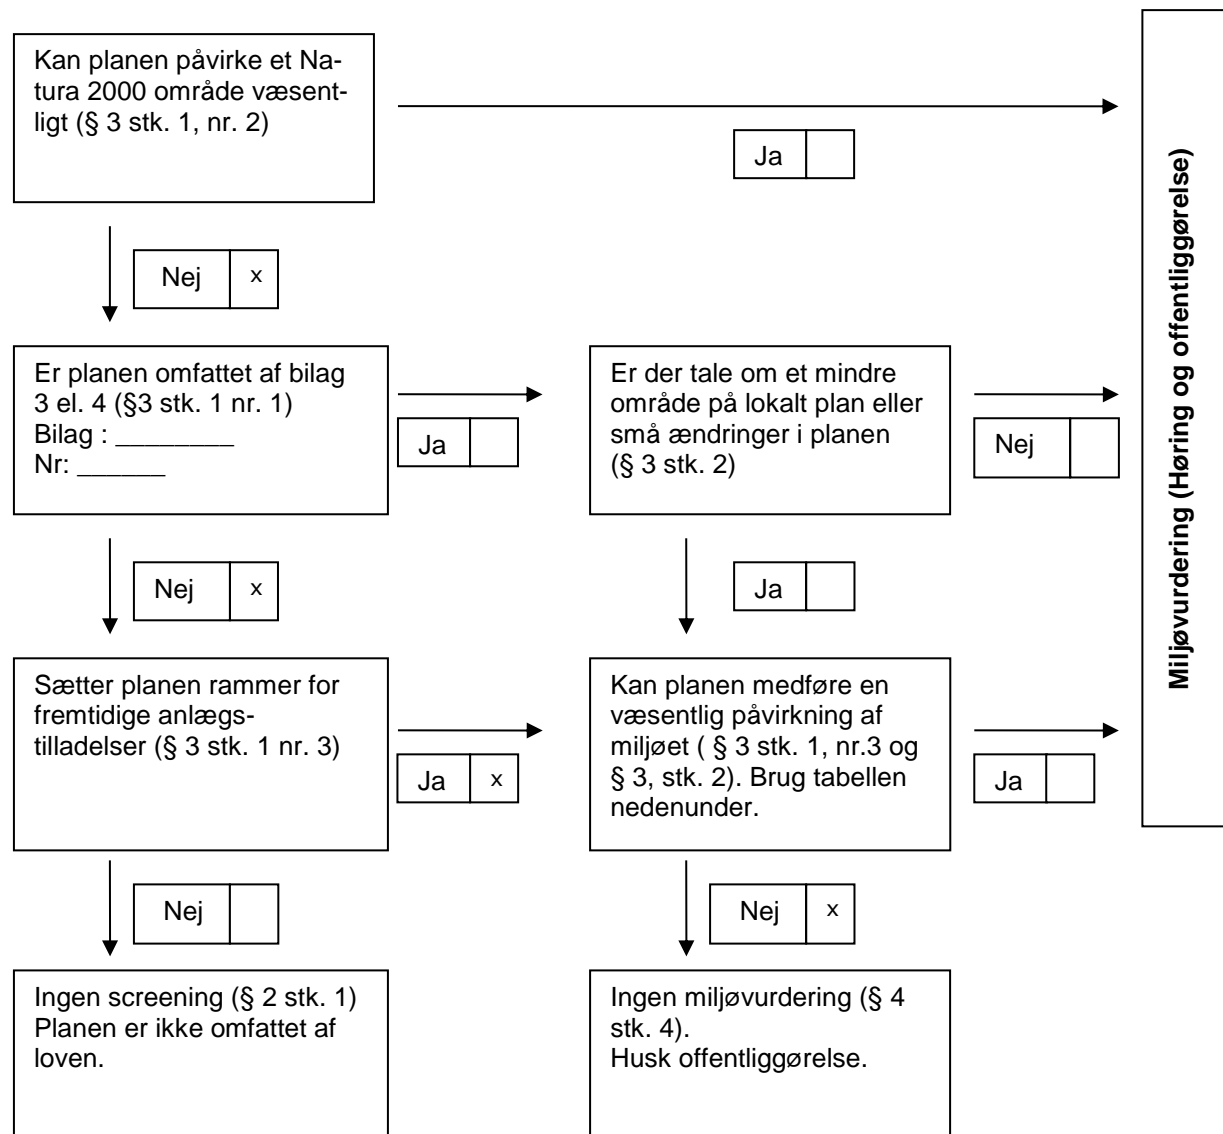 Kan planen påvirke et Na-
tura 2000 område væsent-
ligt (§ 3 stk. 1, nr. 2)
Ja
Nej x
Er planen omfattet af bilag
3 el. 4 (§3 stk. 1 nr. 1)
Bilag : ________
Nr: ______
Ja
Er der tale om et mindre
område på lokalt plan eller
små ændringer i planen
(§ 3 stk. 2)
Nej
Nej x
Ja
Sætter planen rammer for
fremtidige anlægs-
tilladelser (§ 3 stk. 1 nr. 3)
Ja x
Kan planen medføre en
væsentlig påvirkning af
miljøet ( § 3 stk. 1, nr.3 og
§ 3, stk. 2). Brug tabellen
nedenunder.
Ja
Nej
Nej x
Ingen screening (§ 2 stk. 1)
Planen er ikke omfattet af
loven.
Ingen miljøvurdering (§ 4
stk. 4).
Husk offentliggørelse.
Miljøvurdering (Høring og offentliggørelse)